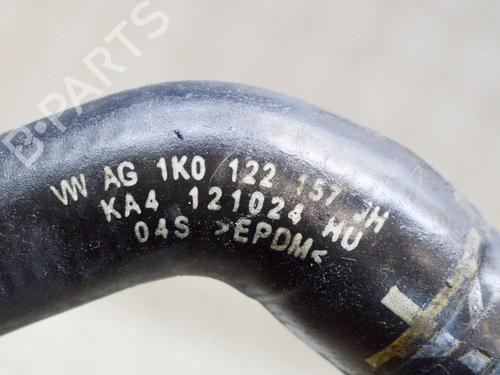 B-PARTS
VW AG 1K0 122 157 JH
KA4 121024 HU
04S >EPDM<